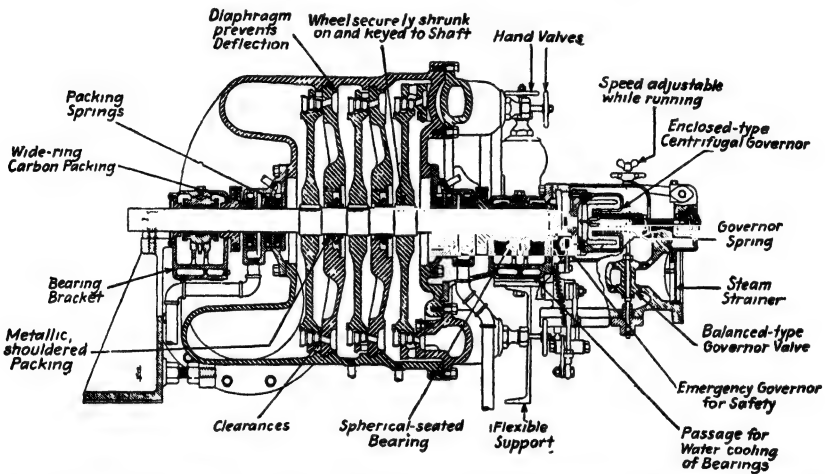 Diaphragm
prevents
Deflection
Wheel securely shrunk
on and keyed to Shaft
Hand Valves
Packing
Springs
Speed adjustable
while running
Wide-ring
Carbon Packing
Enclosed-type
Centrifugal Governor
Governor
Spring
Bearing
Bracket
Steam
Strainer
Metallic,
shouldered
Packing
Balanced-type
Governor Valve
Emergency Governor
for Safety
Clearances
Spherical-seated
Bearing
Flexible
Support
Passage for
Water cooling
of Bearings